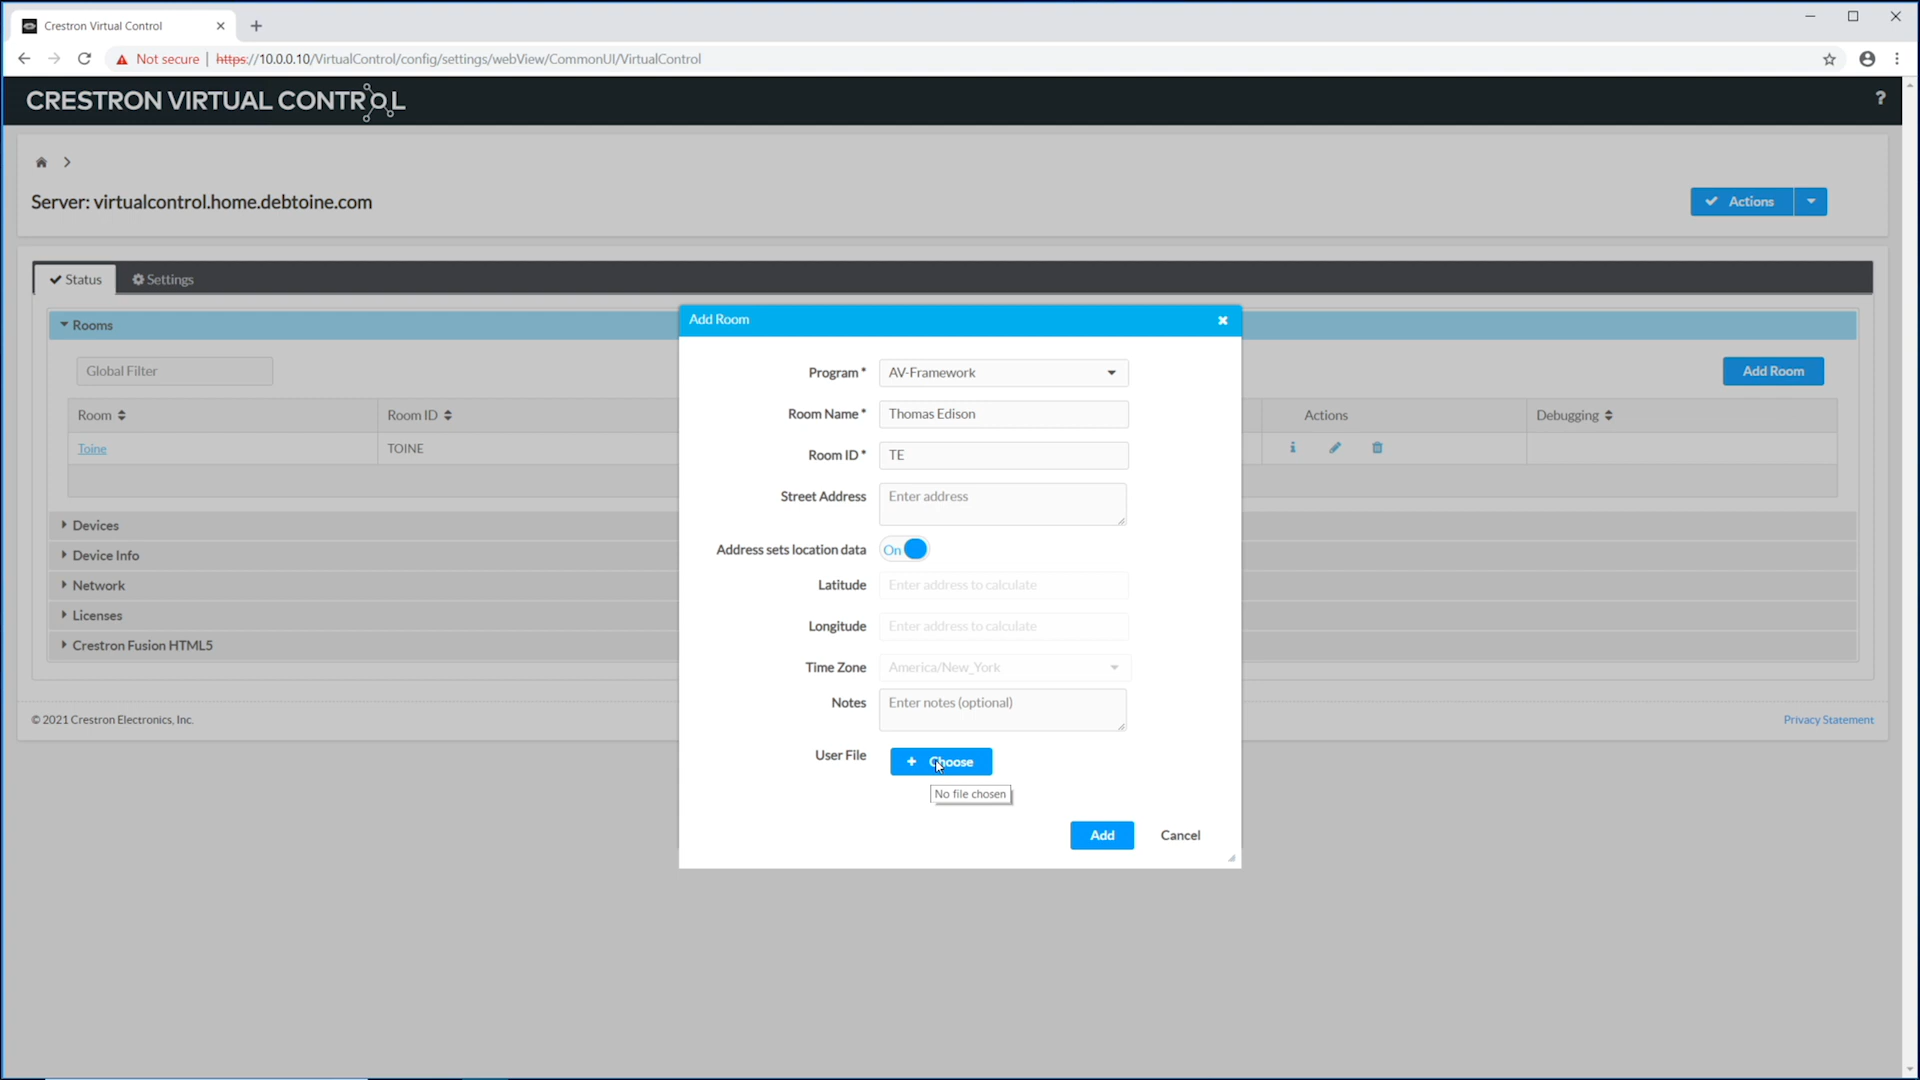 Crestron Virtual Control
Not secure | https://10.0.0.10/VirtualControl/config/settings/webView/CommonUI/VirtualControl
CRESTRON VIRTUAL CONTROL
?
Server: virtualcontrol.home.debtoine.com
Actions
Status
Settings
Rooms
Global Filter
Add Room
Room
Room ID
Actions
Debugging
Toine
TOINE
Devices
Device Info
Network
Licenses
Crestron Fusion HTML5
© 2021 Crestron Electronics, Inc.
Privacy Statement
Add Room
Program *
AV-Framework
Room Name *
Thomas Edison
Room ID *
TE
Street Address
Enter address
Address sets location data
On
Latitude
Enter address to calculate
Longitude
Enter address to calculate
Time Zone
America/New_York
Notes
Enter notes (optional)
User File
+ Choose
No file chosen
Add
Cancel